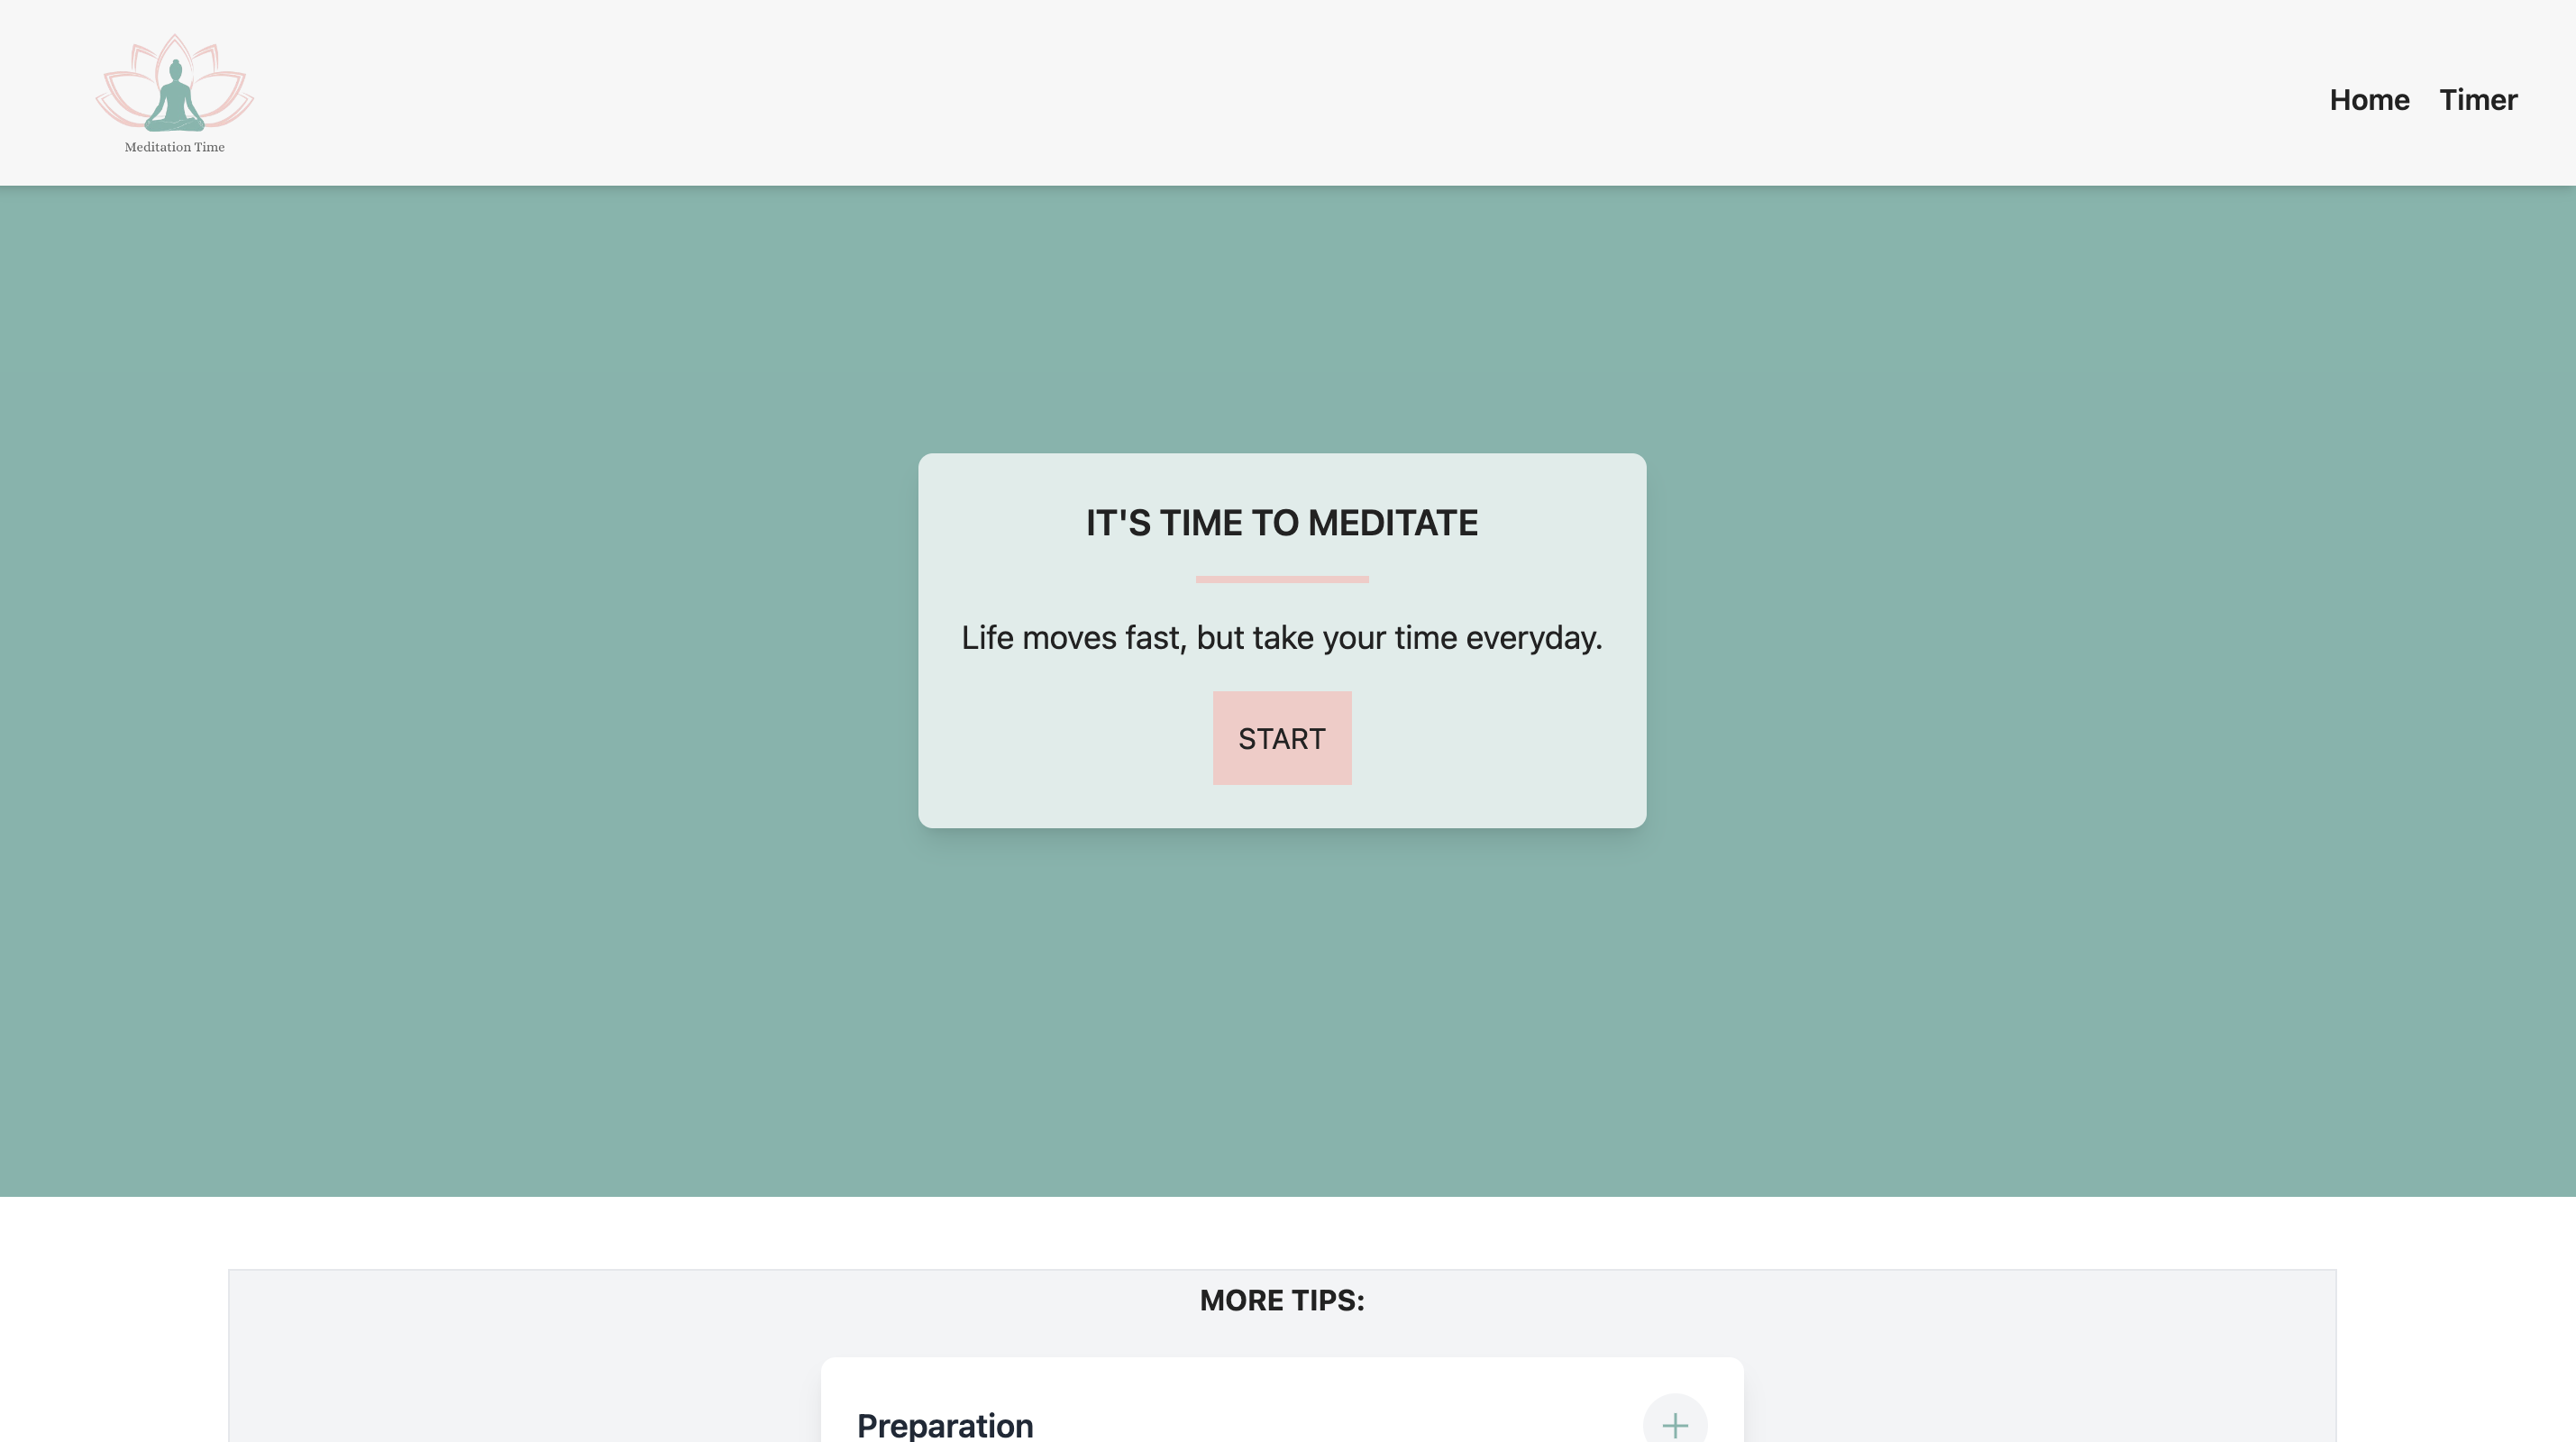 Meditation Time
Home Timer
IT'S TIME TO MEDITATE
Life moves fast, but take your time everyday.
START
MORE TIPS:
Preparation